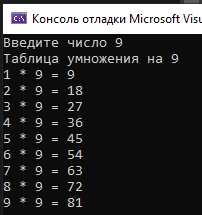 Консоль отладки Microsoft Visu
Введите число 9
Таблица умножения на 9
1 * 9 = 9
2 * 9 = 18
3 * 9 = 27
4 * 9 = 36
5 * 9 = 45
6 * 9 = 54
7 * 9 = 63
8 * 9 = 72
9 * 9 = 81